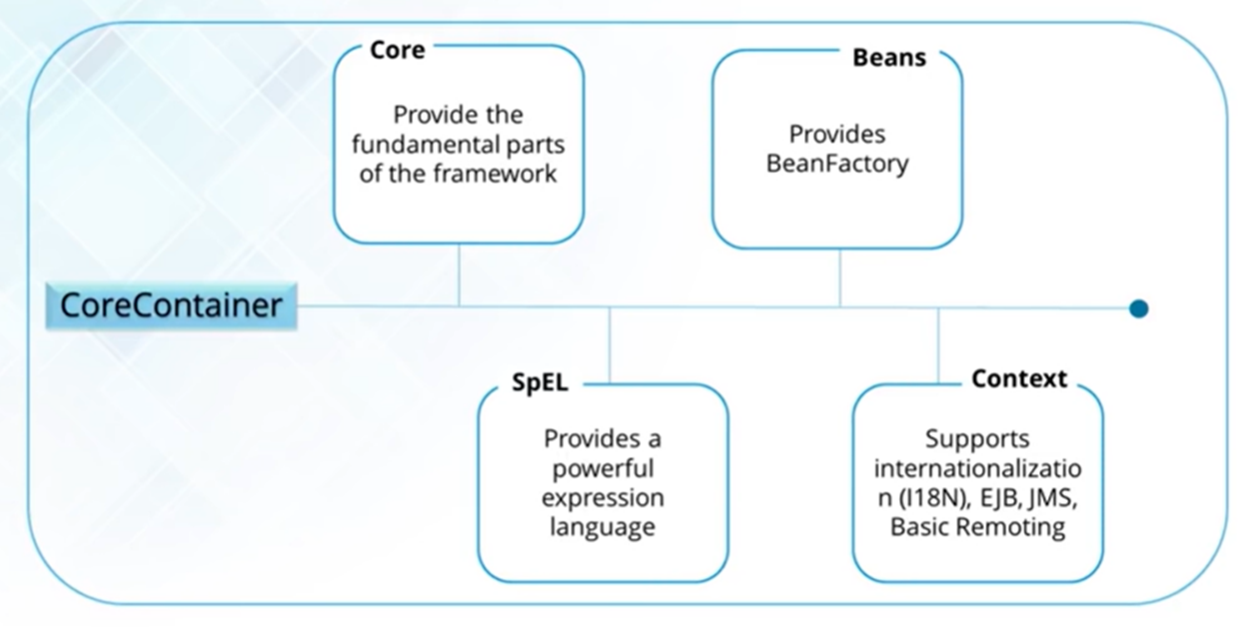 Core
Provide the
fundamental parts
of the framework
Beans
Provides
BeanFactory
CoreContainer
SpEL
Provides a
powerful
expression
language
Context
Supports
internationalizatio
n (I18N), EJB, JMS,
Basic Remoting